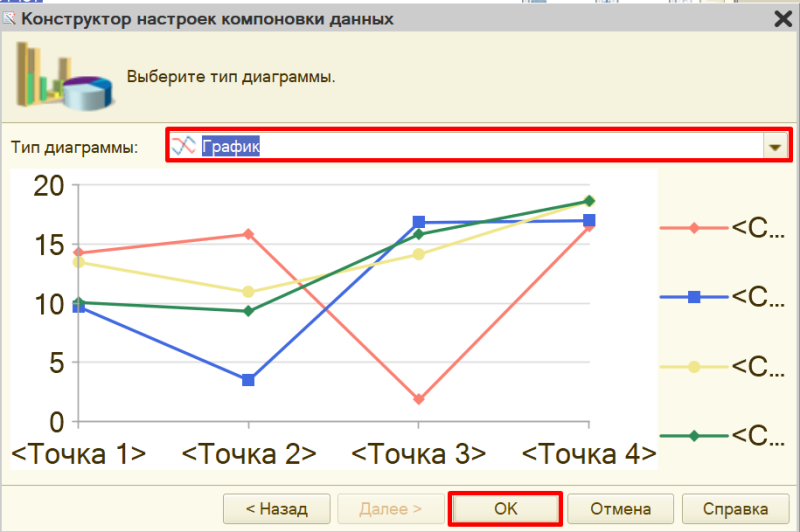 Конструктор настроек компоновки данных
Выберите тип диаграммы.
Тип диаграммы: График
20
15
10
5
0
<Точка 1> <Точка 2> <Точка 3> <Точка 4>
<С...
<С...
<С...
<С...
< Назад Далее > ОК Отмена Справка